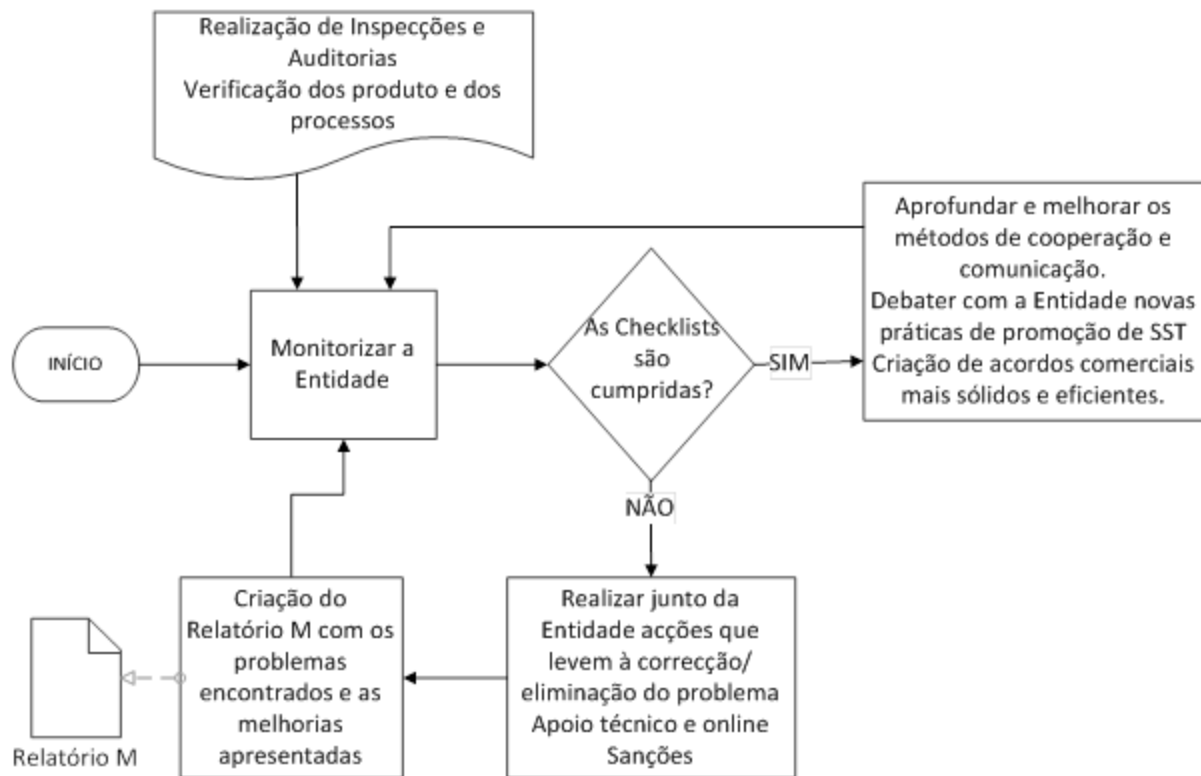 Realização de Inspecções e
Auditorias
Verificação dos produto e dos
processos
INÍCIO
Monitorizar a
Entidade
As Checklists
são
cumpridas?
SIM
Aprofundar e melhorar os
métodos de cooperação e
comunicação.
Debater com a Entidade novas
práticas de promoção de SST
Criação de acordos comerciais
mais sólidos e eficientes.
NÃO
Realizar junto da
Entidade acções que
levem à correcção/
eliminação do problema
Apoio técnico e online
Sanções
Criação do
Relatório M com os
problemas
encontrados e as
melhorias
apresentadas
Relatório M